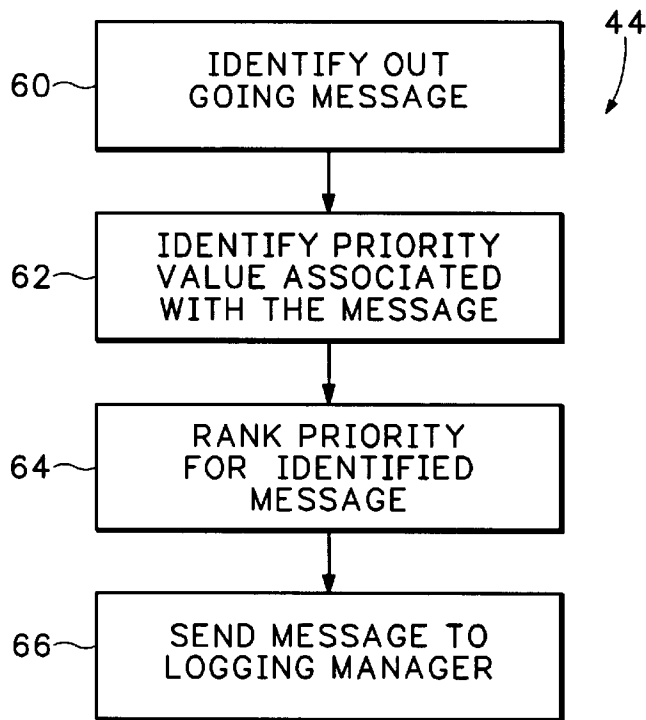 44
60
IDENTIFY OUT
GOING MESSAGE
62
IDENTIFY PRIORITY
VALUE ASSOCIATED
WITH THE MESSAGE
64
RANK PRIORITY
FOR IDENTIFIED
MESSAGE
66
SEND MESSAGE TO
LOGGING MANAGER